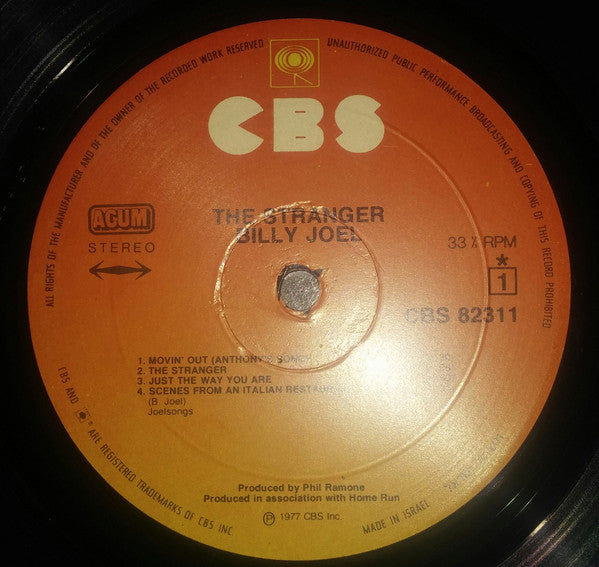 ALL RIGHTS OF THE MANUFACTURER AND OF THE OWNER OF THE RECORDED WORK RESERVED
UNAUTHORIZED PUBLIC PERFORMANCE BROADCASTING AND COPYING OF THIS RECORD PROHIBITED
CBS
ACUM
STEREO
THE STRANGER
BILLY JOEL
33⅓ RPM
*
1
CBS 82311
1. MOVIN' OUT (ANTHONY'S SONG)
2. THE STRANGER
3. JUST THE WAY YOU ARE
4. SCENES FROM AN ITALIAN
(B. Joel)
Joelsongs
Produced by Phil Ramone
Produced in association with Home Run
℗ 1977 CBS Inc.
CBS AND ® ARE REGISTERED TRADEMARKS OF CBS INC
MADE IN ISRAEL